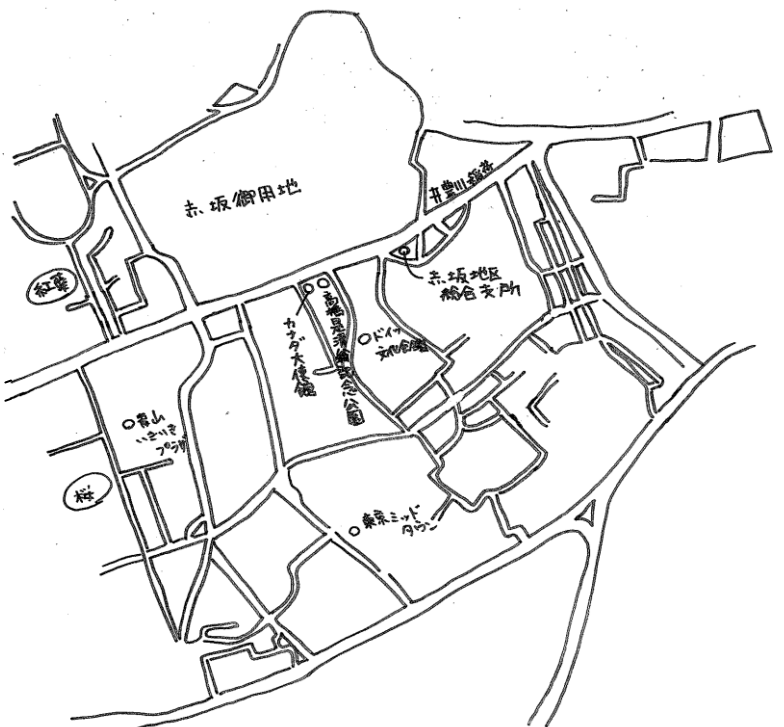 赤坂御用地
卍豊川稲荷
赤坂地区
総合支所
紅葉
カナダ大使館
高橋是清翁記念公園
ドイツ
文化会館
青山
いきいき
プラザ
桜
東京ミッド
タウン